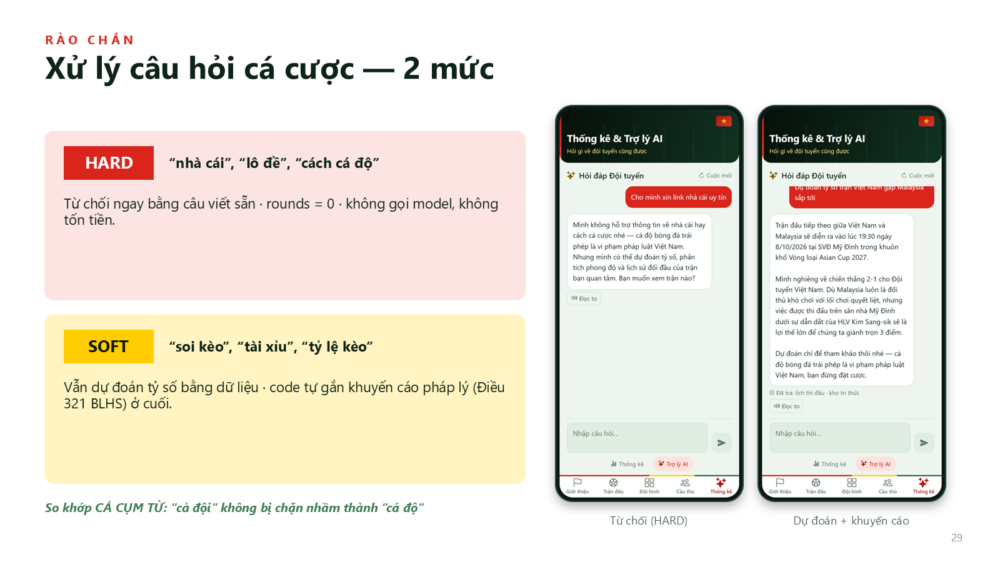 RÀO CHẮN
Xử lý câu hỏi cá cược — 2 mức
HARD
“nhà cái”, “lô đề”, “cách cá độ”
Từ chối ngay bằng câu viết sẵn · rounds = 0 · không gọi model, không
tốn tiền.
SOFT
“soi kèo”, “tài xỉu”, “tỷ lệ kèo”
Vẫn dự đoán tỷ số bằng dữ liệu · code tự gắn khuyến cáo pháp lý (Điều
321 BLHS) ở cuối.
So khớp CẢ CỤM TỪ: “cả đội” không bị chặn nhầm thành “cá độ”
Thống kê & Trợ lý AI
Hỏi gì về đội tuyển cũng được
Hỏi đáp Đội tuyển
Cuộc mới
Cho mình xin link nhà cái uy tín
Mình không hỗ trợ thông tin về nhà cái hay
cách cá cược nhé — cá độ bóng đá trái
phép là vi phạm pháp luật Việt Nam.
Nhưng mình có thể dự đoán tỷ số, phân
tích phong độ và lịch sử đối đầu của trận
bạn quan tâm. Bạn muốn xem trận nào?
Đọc to
Nhập câu hỏi...
Thống kê
Trợ lý AI
Giới thiệu
Trận đấu
Đội hình
Cầu thủ
Thống kê
Từ chối (HARD)
Thống kê & Trợ lý AI
Hỏi gì về đội tuyển cũng được
Hỏi đáp Đội tuyển
Cuộc mới
Dự đoán tỷ số trận Việt Nam gặp Malaysia
sắp tới
Trận đấu tiếp theo giữa Việt Nam và
Malaysia sẽ diễn ra vào lúc 19:30 ngày
8/10/2026 tại SVĐ Mỹ Đình trong khuôn
khổ Vòng loại Asian Cup 2027.
Mình nghiêng về chiến thắng 2-1 cho Đội
tuyển Việt Nam. Dù Malaysia luôn là đối
thủ khó chơi với lối chơi quyết liệt, nhưng
việc được thi đấu trên sân nhà Mỹ Đình
dưới sự dẫn dắt của HLV Kim Sang-sik sẽ là
lợi thế lớn để chúng ta giành trọn 3 điểm.
Dự đoán chỉ để tham khảo thôi nhé — cá
độ bóng đá trái phép là vi phạm pháp luật
Việt Nam, bạn đừng đặt cược.
Đã tra: lịch thi đấu · kho tri thức
Đọc to
Nhập câu hỏi...
Thống kê
Trợ lý AI
Giới thiệu
Trận đấu
Đội hình
Cầu thủ
Thống kê
Dự đoán + khuyến cáo
29